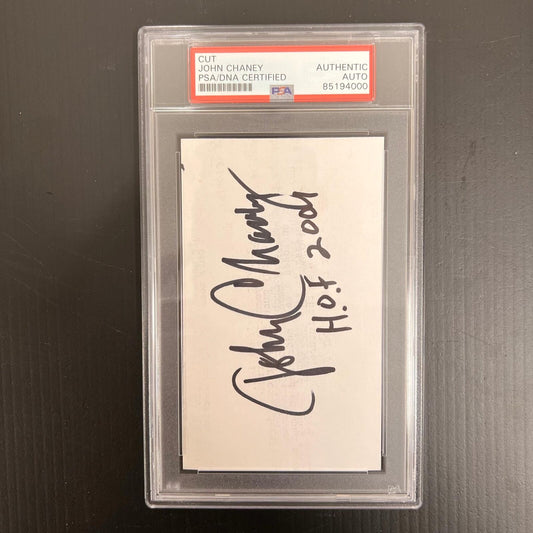 CUT
JOHN CHANEY
PSA/DNA CERTIFIED
AUTHENTIC
AUTO
85194000
PSA
John Chaney
H.O.F 2001